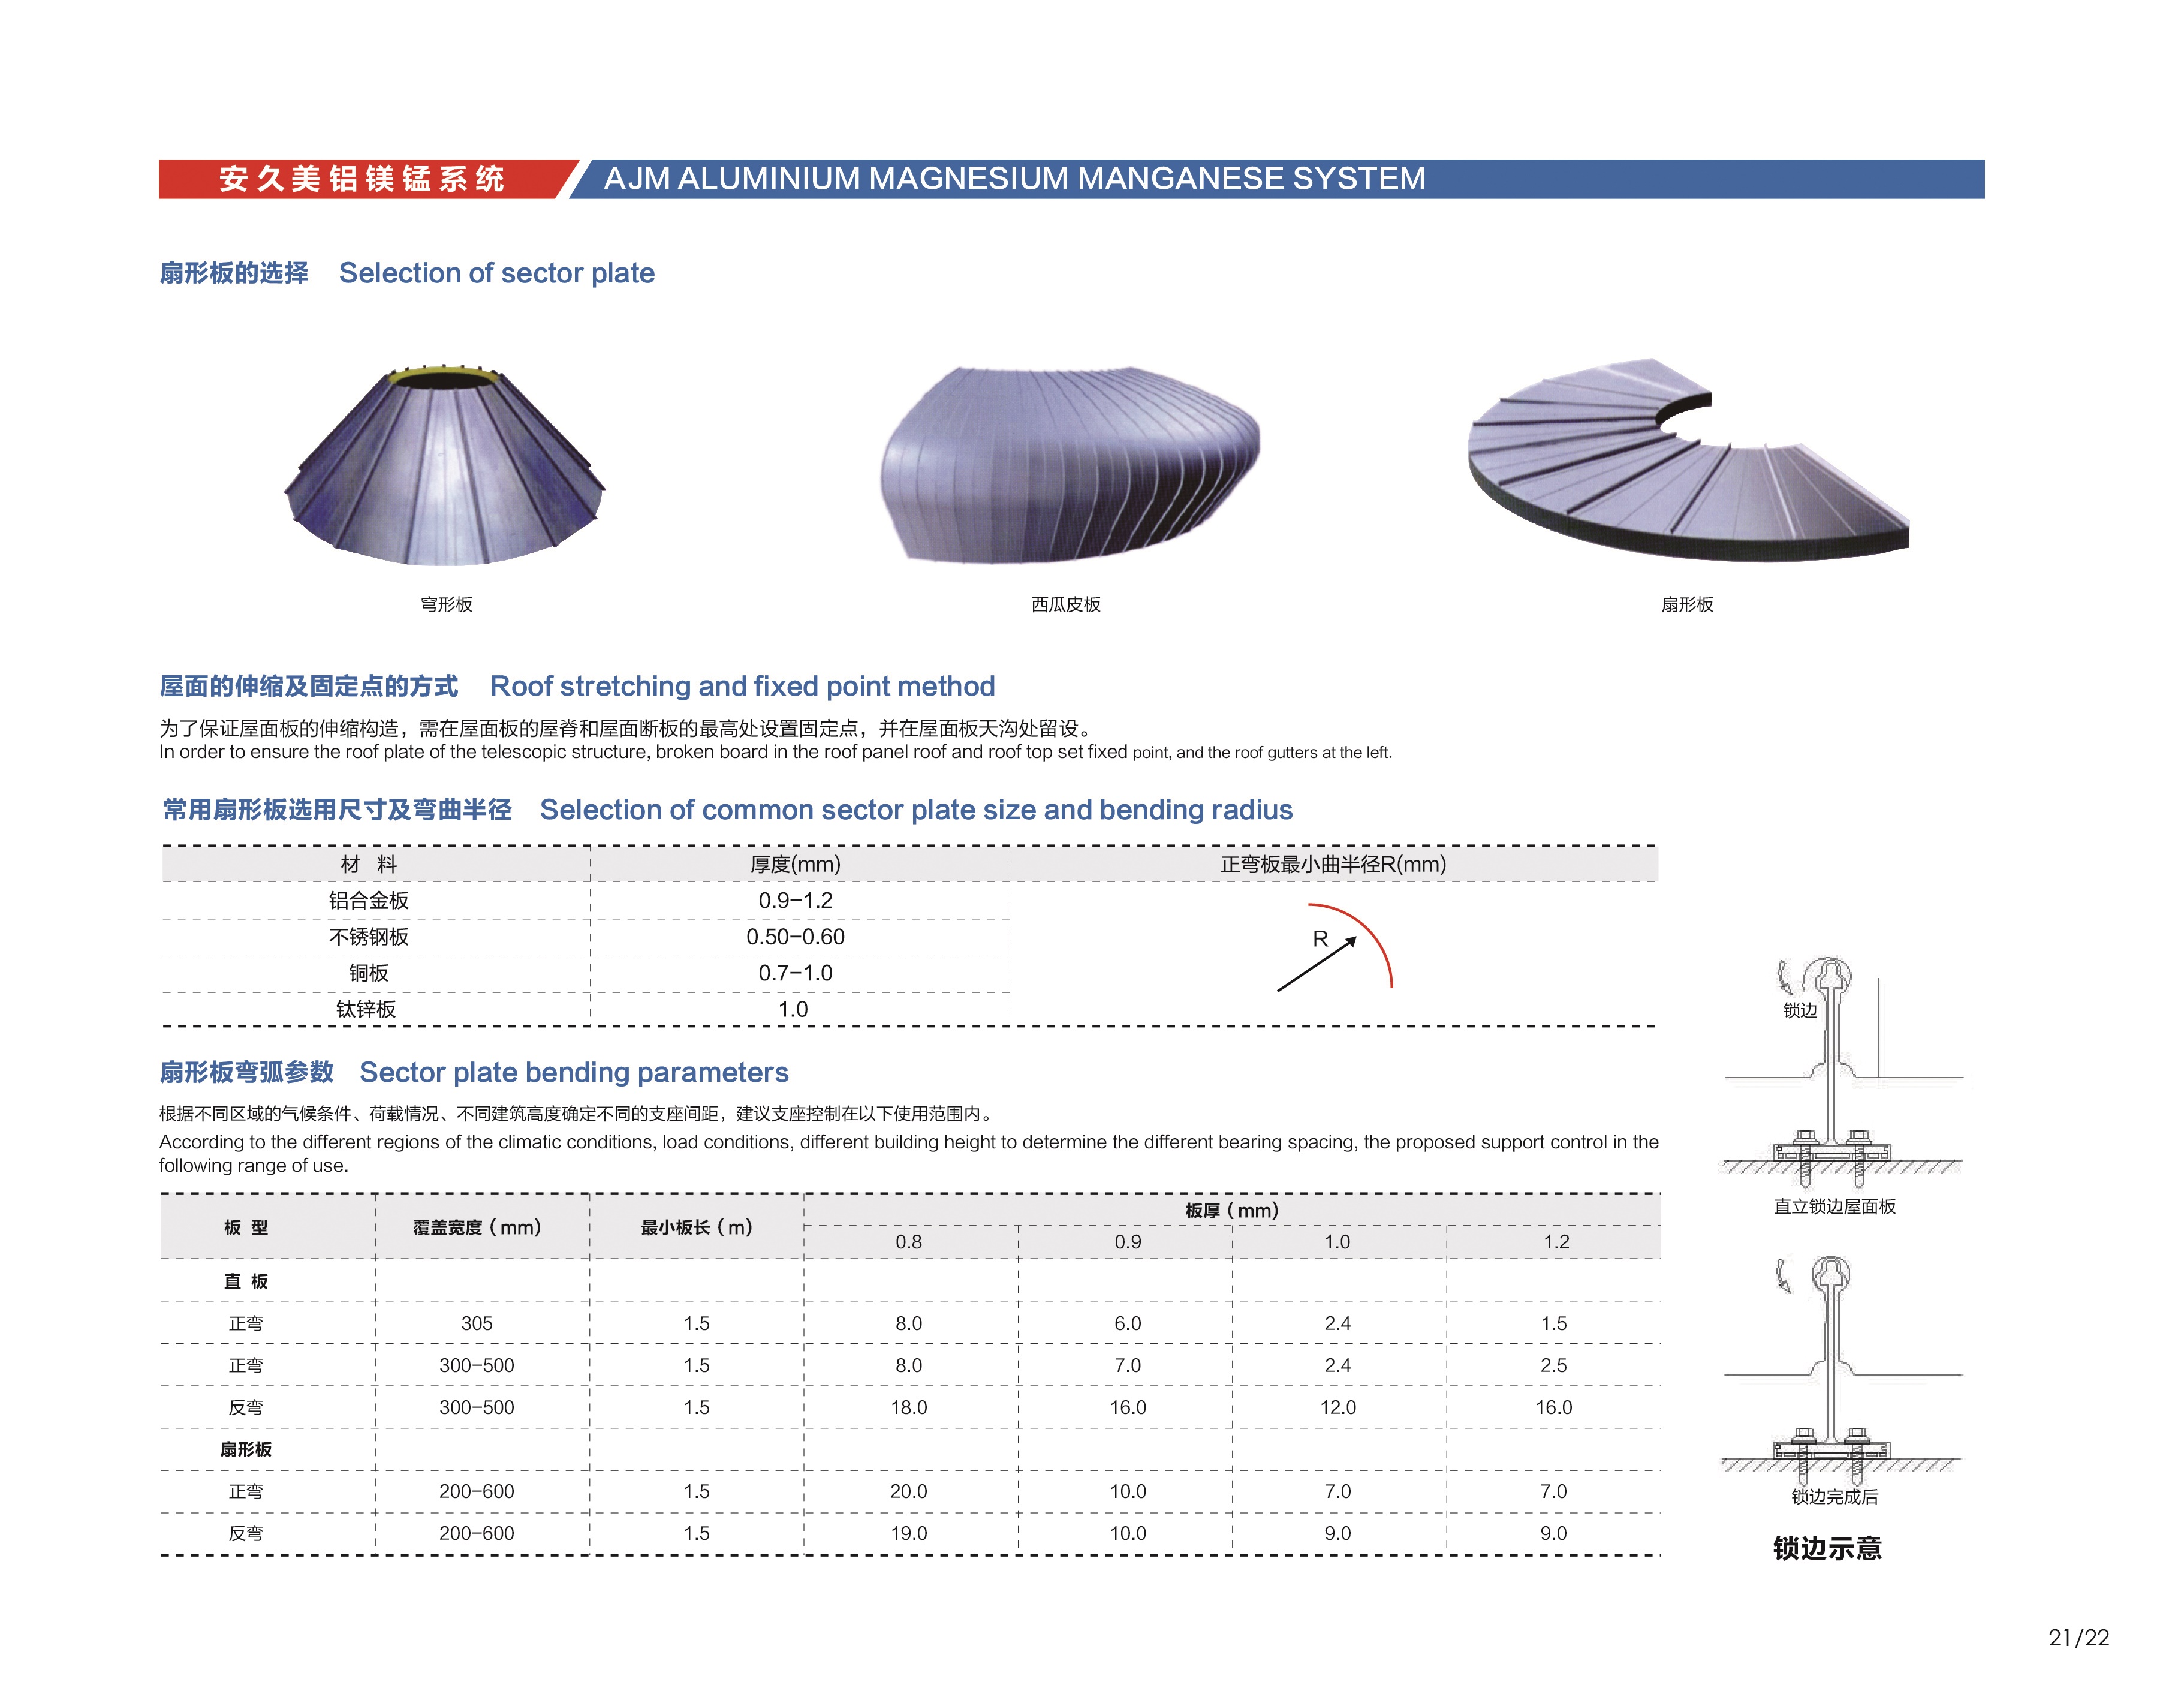 安久美铝镁锰系统 AJM ALUMINIUM MAGNESIUM MANGANESE SYSTEM
扇形板的选择 Selection of sector plate
穹形板 西瓜皮板 扇形板
屋面的伸缩及固定点的方式 Roof stretching and fixed point method
为了保证屋面板的伸缩构造，需在屋面板的屋脊和屋面断板的最高处设置固定点，并在屋面板天沟处留设。
In order to ensure the roof plate of the telescopic structure, broken board in the roof panel roof and roof top set fixed point, and the roof gutters at the left.
常用扇形板选用尺寸及弯曲半径 Selection of common sector plate size and bending radius
材 料 厚度(mm) 正弯板最小曲半径R(mm)
铝合金板 0.9-1.2
不锈钢板 0.50-0.60
R
铜板 0.7-1.0
钛锌板 1.0
扇形板弯弧参数 Sector plate bending parameters
根据不同区域的气候条件、荷载情况、不同建筑高度确定不同的支座间距，建议支座控制在以下使用范围内。
According to the different regions of the climatic conditions, load conditions, different building height to determine the different bearing spacing, the proposed support control in the
following range of use.
板 型 覆盖宽度（mm） 最小板长（m） 板厚（mm）
0.8 0.9 1.0 1.2
直 板
正弯 305 1.5 8.0 6.0 2.4 1.5
正弯 300-500 1.5 8.0 7.0 2.4 2.5
反弯 300-500 1.5 18.0 16.0 12.0 16.0
扇形板
正弯 200-600 1.5 20.0 10.0 7.0 7.0
反弯 200-600 1.5 19.0 10.0 9.0 9.0
锁边
直立锁边屋面板
锁边完成后
锁边示意
21/22